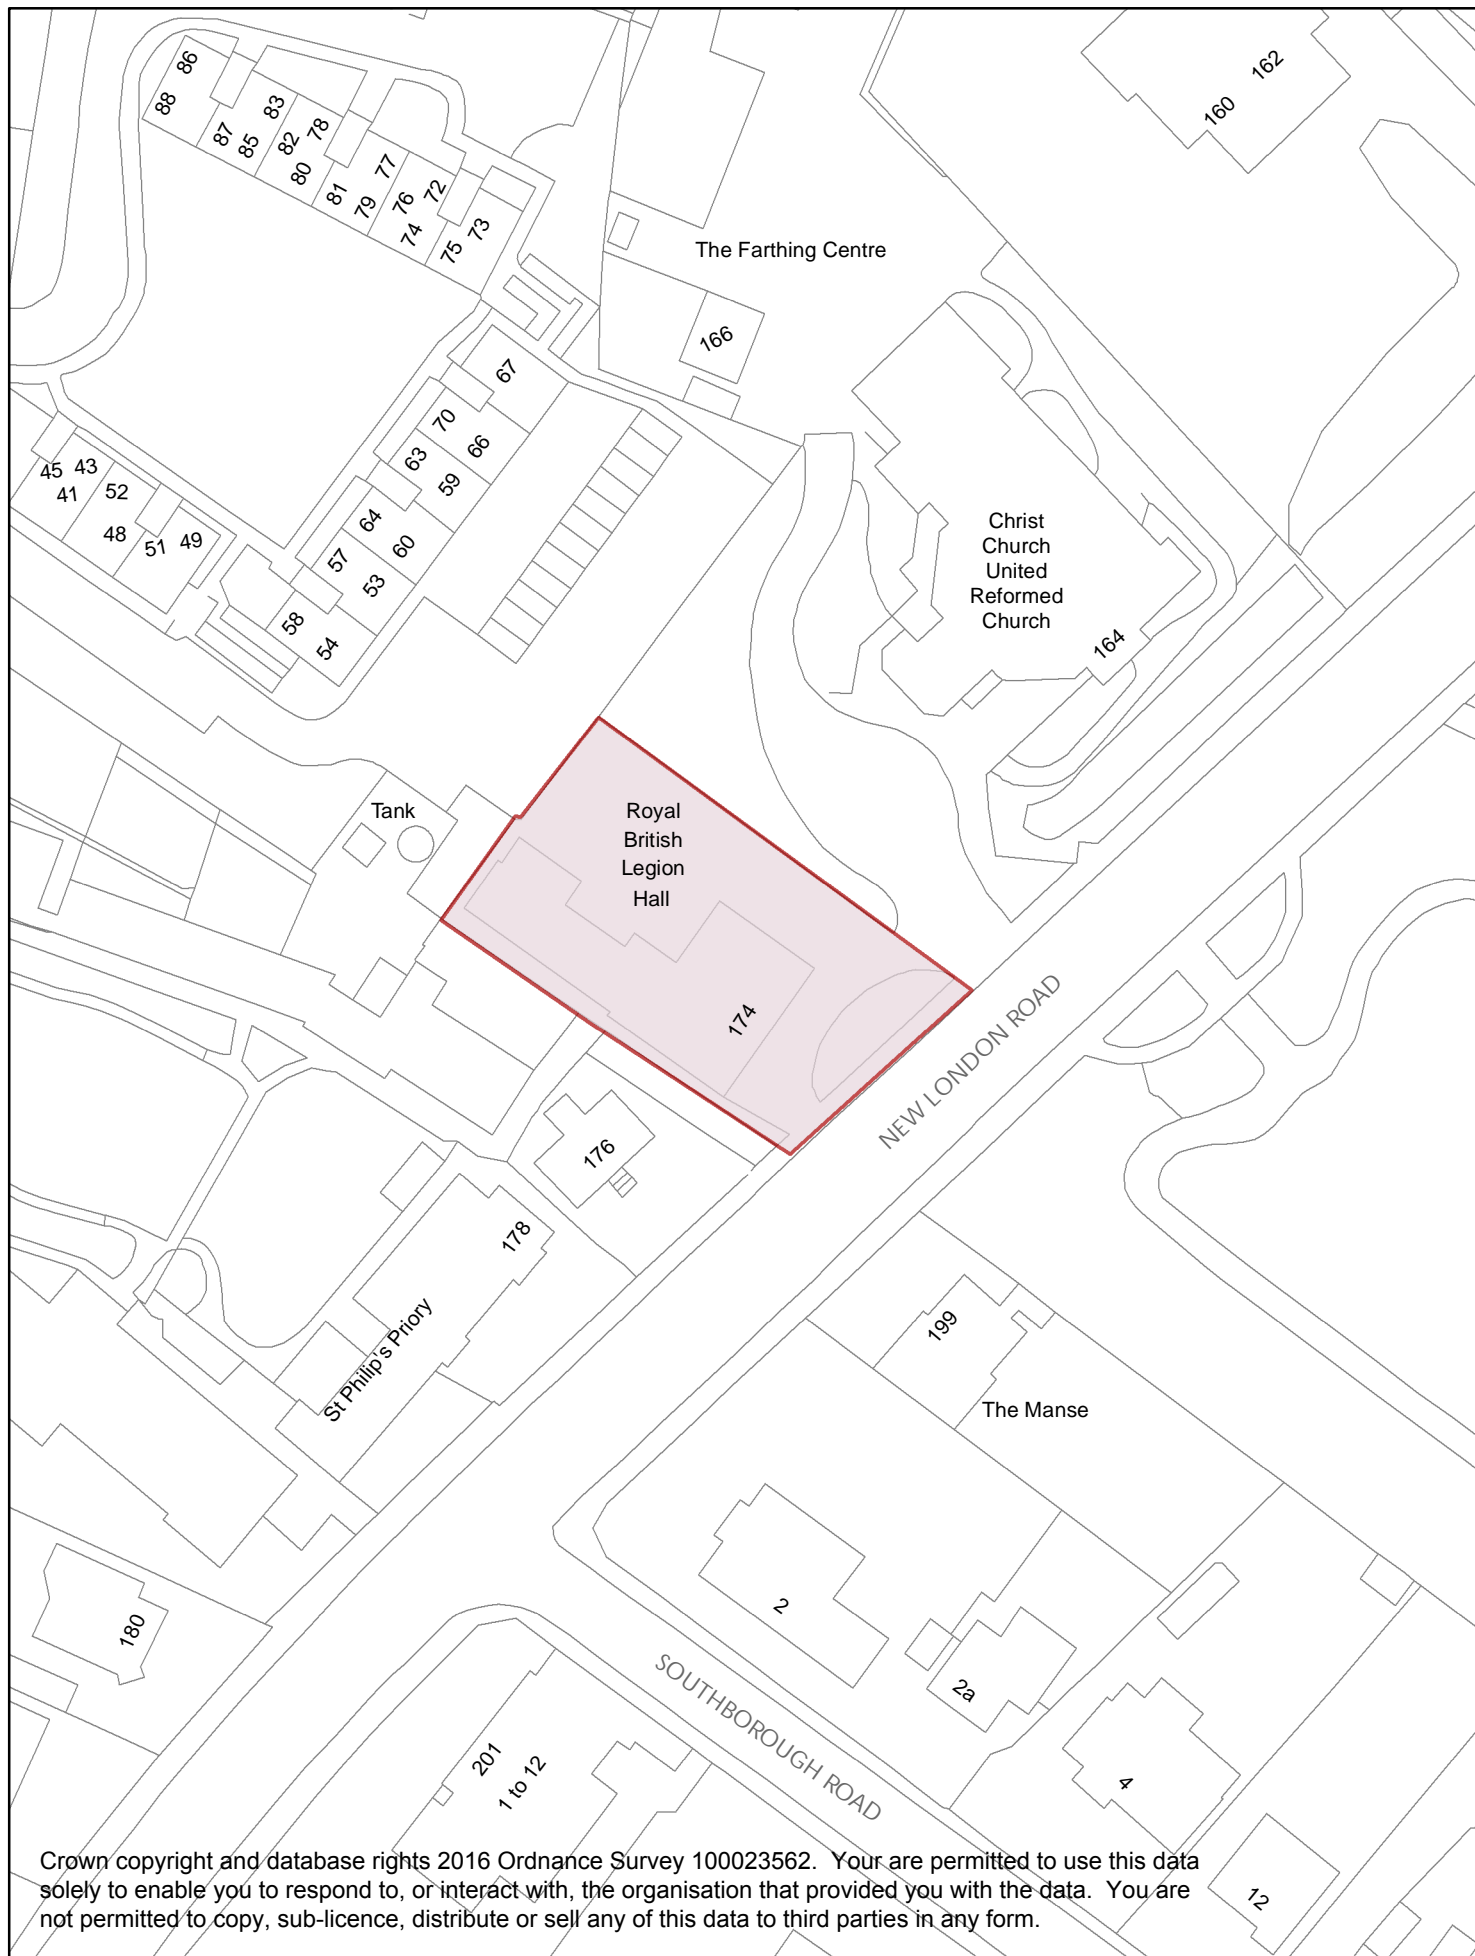 86
88
83
87
85
82
78
80
77
81
79
76
72
74
73
75
162
160
The Farthing Centre
166
67
70
66
63
59
64
60
57
53
58
54
45
43
41
52
48
51
49
Christ
Church
United
Reformed
Church
164
Tank
Royal
British
Legion
Hall
174
NEW LONDON ROAD
176
178
St Philip's Priory
199
The Manse
180
2
2a
SOUTHBOROUGH ROAD
4
201
1 to 12
12
Crown copyright and database rights 2016 Ordnance Survey 100023562.  Your are permitted to use this data
solely to enable you to respond to, or interact with, the organisation that provided you with the data.  You are
not permitted to copy, sub-licence, distribute or sell any of this data to third parties in any form.